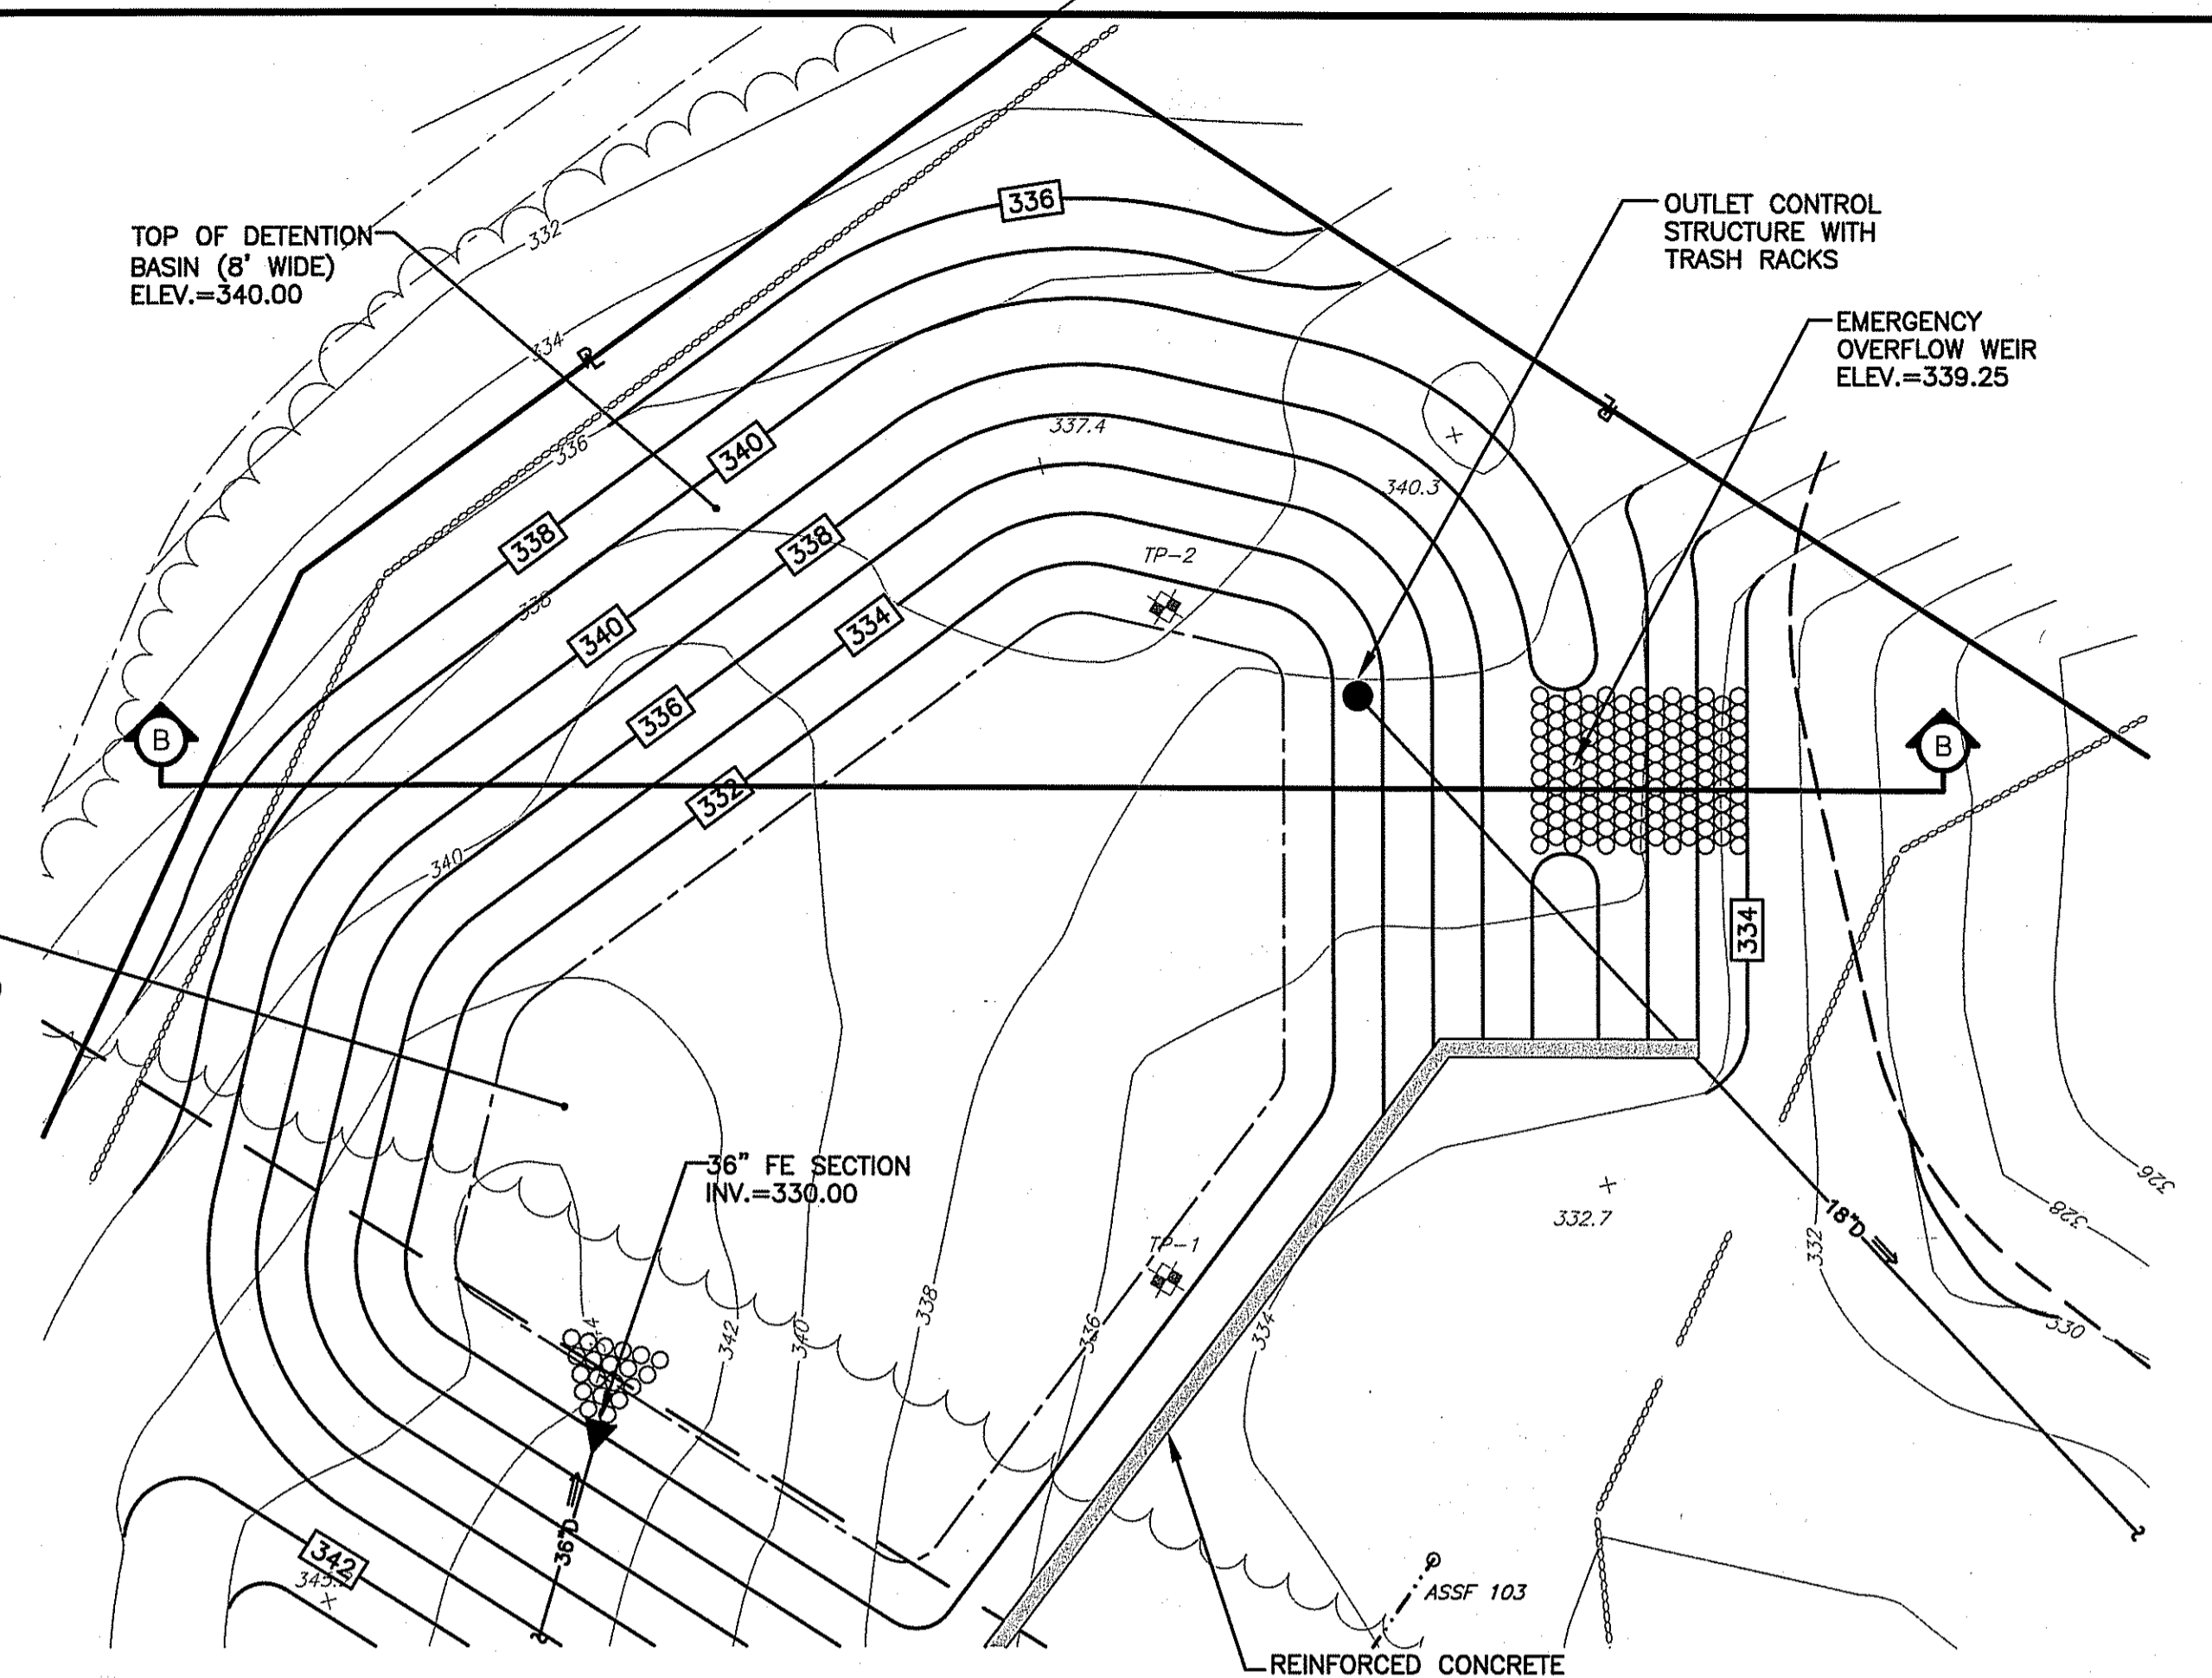 336
OUTLET CONTROL
STRUCTURE WITH
TRASH RACKS
TOP OF DETENTION
BASIN (8' WIDE)
ELEV.=340.00
332
EMERGENCY
OVERFLOW WEIR
ELEV.=339.25
334
PL
PL
336
340
337.4
340.3
338
338
TP-2
338
340
334
336
B
B
332
340
334
36" FE SECTION
INV.=330.00
332.7
18"D
326
328
332
330
TP-1
338
336
334
342
340
36"D
342
ASSF 103
REINFORCED CONCRETE